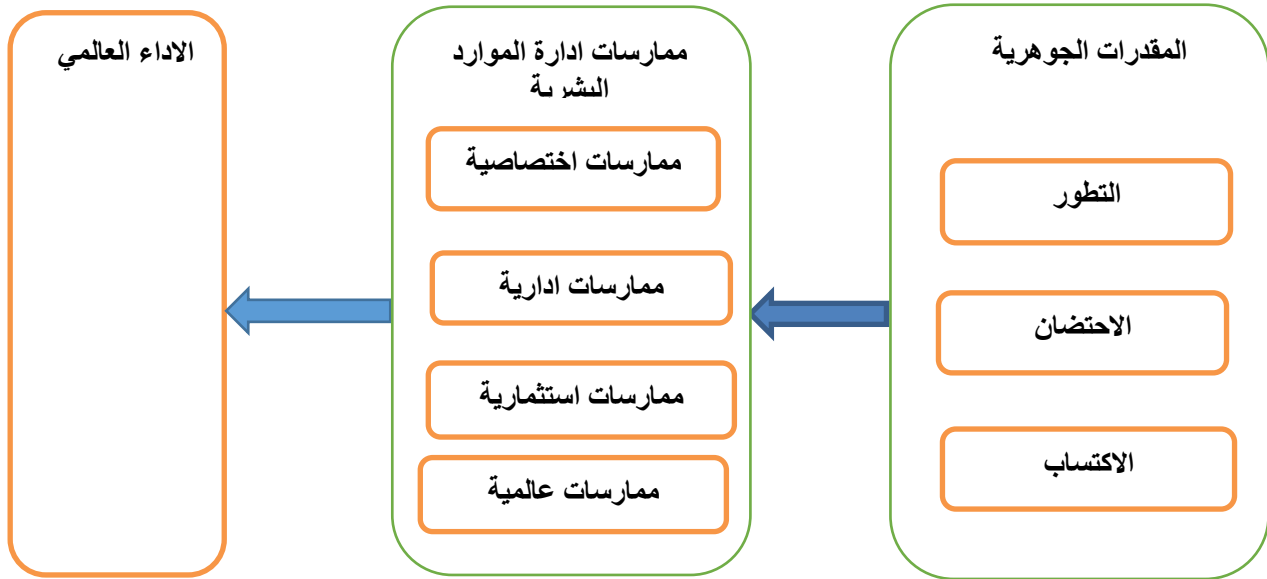 المقدرات الجوهرية
التطور
الاحتضان
الاكتساب
ممارسات ادارة الموارد
البشرية
ممارسات اختصاصية
ممارسات ادارية
ممارسات استثمارية
ممارسات عالمية
الاداء العالمي